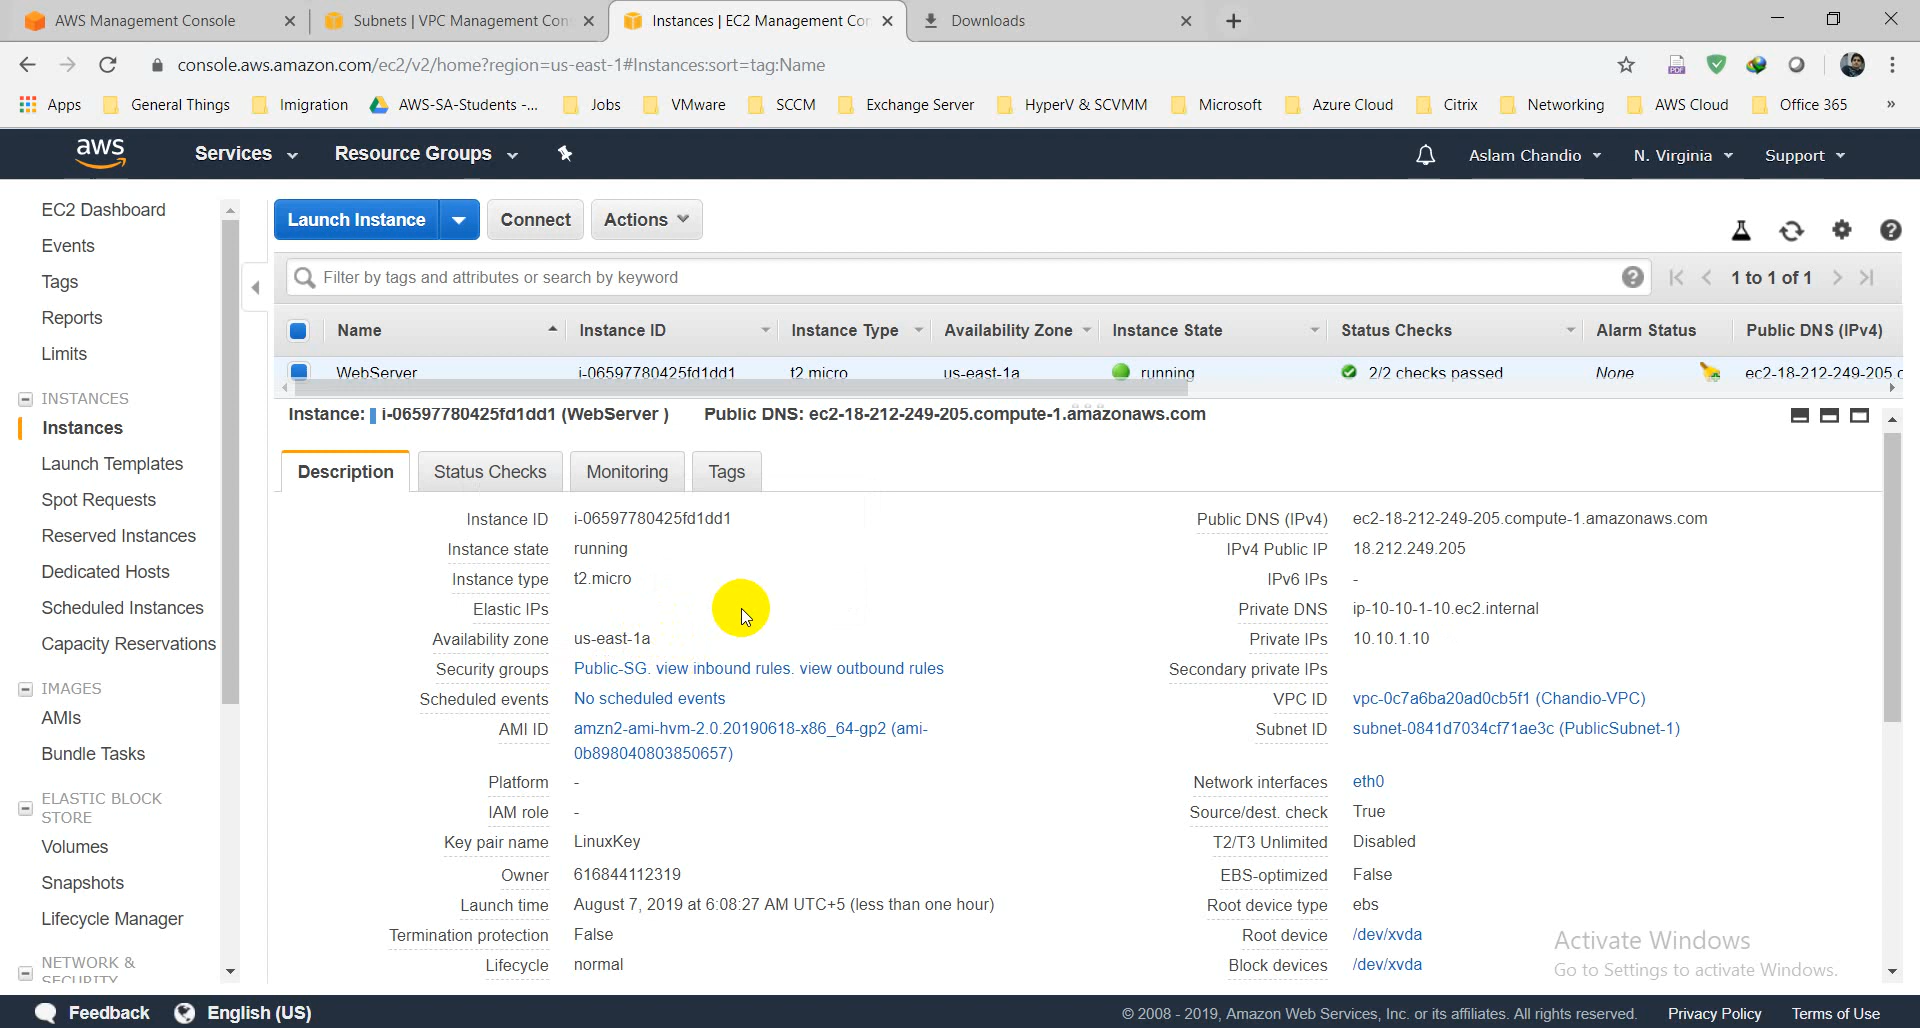 AWS Management Console
Subnets | VPC Management Con
Instances | EC2 Management Con
Downloads
console.aws.amazon.com/ec2/v2/home?region=us-east-1#Instances:sort=tag:Name
Apps General Things Imigration AWS-SA-Students -... Jobs VMware SCCM Exchange Server HyperV & SCVMM Microsoft Azure Cloud Citrix Networking AWS Cloud Office 365 »
aws Services Resource Groups Aslam Chandio N. Virginia Support
EC2 Dashboard
Events
Tags
Reports
Limits
INSTANCES
Instances
Launch Templates
Spot Requests
Reserved Instances
Dedicated Hosts
Scheduled Instances
Capacity Reservations
IMAGES
AMIs
Bundle Tasks
ELASTIC BLOCK
STORE
Volumes
Snapshots
Lifecycle Manager
NETWORK &
SECURITY
Launch Instance Connect Actions
Filter by tags and attributes or search by keyword
1 to 1 of 1
Name Instance ID Instance Type Availability Zone Instance State Status Checks Alarm Status Public DNS (IPv4)
WebServer i-06597780425fd1dd1 t2.micro us-east-1a running 2/2 checks passed None ec2-18-212-249-205.c
Instance: i-06597780425fd1dd1 (WebServer ) Public DNS: ec2-18-212-249-205.compute-1.amazonaws.com
Description Status Checks Monitoring Tags
Instance ID i-06597780425fd1dd1
Instance state running
Instance type t2.micro
Elastic IPs
Availability zone us-east-1a
Security groups Public-SG. view inbound rules. view outbound rules
Scheduled events No scheduled events
AMI ID amzn2-ami-hvm-2.0.20190618-x86_64-gp2 (ami-
0b898040803850657)
Platform -
IAM role -
Key pair name LinuxKey
Owner 616844112319
Launch time August 7, 2019 at 6:08:27 AM UTC+5 (less than one hour)
Termination protection False
Lifecycle normal
Public DNS (IPv4) ec2-18-212-249-205.compute-1.amazonaws.com
IPv4 Public IP 18.212.249.205
IPv6 IPs -
Private DNS ip-10-10-1-10.ec2.internal
Private IPs 10.10.1.10
Secondary private IPs
VPC ID vpc-0c7a6ba20ad0cb5f1 (Chandio-VPC)
Subnet ID subnet-0841d7034cf71ae3c (PublicSubnet-1)
Network interfaces eth0
Source/dest. check True
T2/T3 Unlimited Disabled
EBS-optimized False
Root device type ebs
Root device /dev/xvda
Block devices /dev/xvda
Activate Windows
Go to Settings to activate Windows.
Feedback English (US)
© 2008 - 2019, Amazon Web Services, Inc. or its affiliates. All rights reserved. Privacy Policy Terms of Use